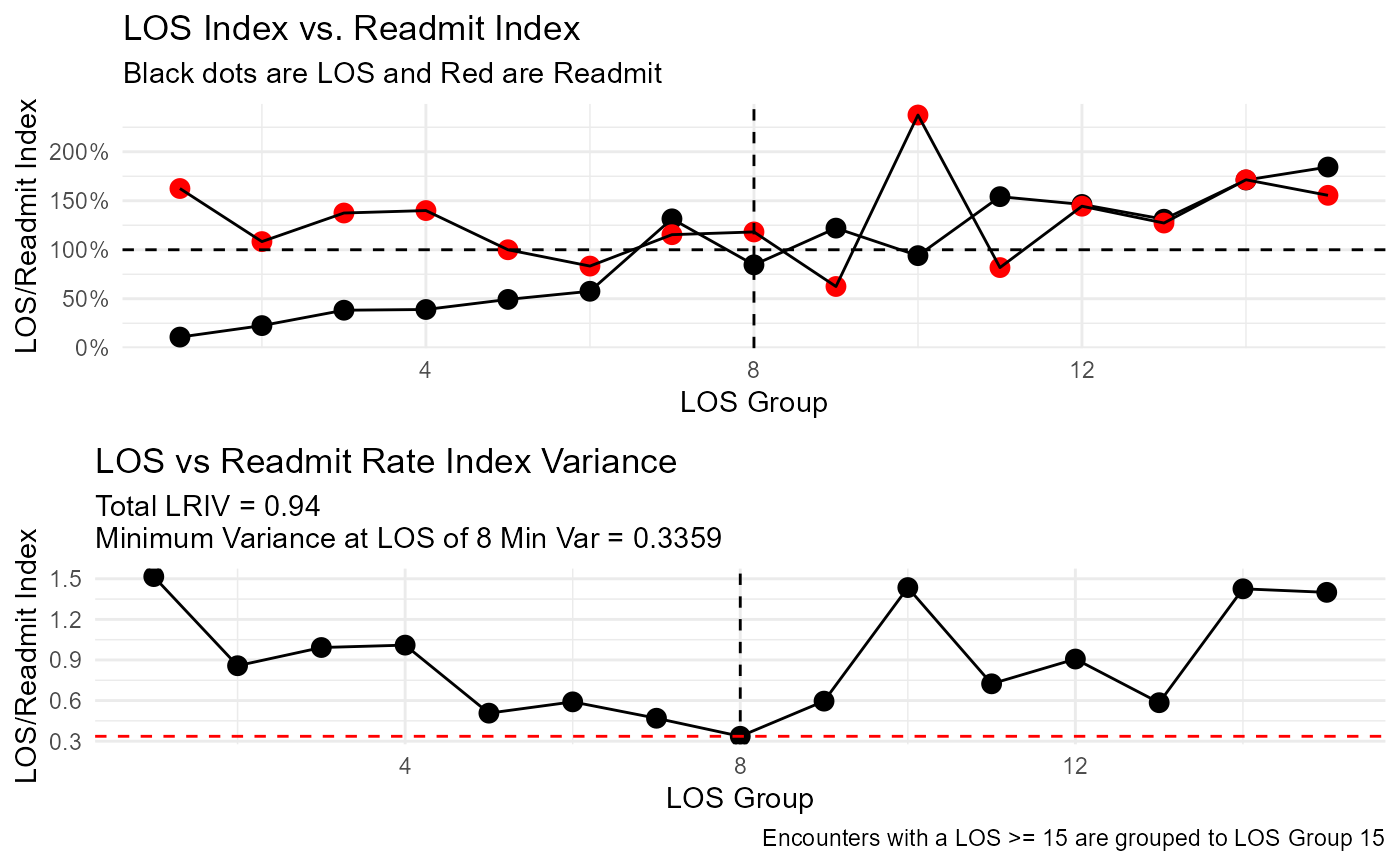 LOS Index vs. Readmit Index
Black dots are LOS and Red are Readmit
LOS/Readmit Index
200%
150%
100%
50%
0%
4
8
12
LOS Group
LOS vs Readmit Rate Index Variance
Total LRIV = 0.94
Minimum Variance at LOS of 8 Min Var = 0.3359
LOS/Readmit Index
1.5
1.2
0.9
0.6
0.3
4
8
12
LOS Group
Encounters with a LOS >= 15 are grouped to LOS Group 15